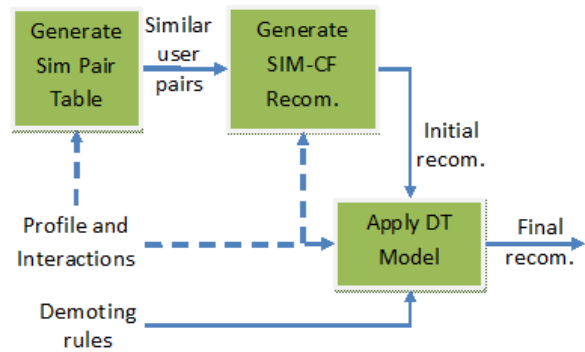 Generate
Sim Pair
Table
Similar
user
pairs
Generate
SIM-CF
Recom.
Initial
recom.
Profile and
Interactions
Apply DT
Model
Final
recom.
Demoting
rules